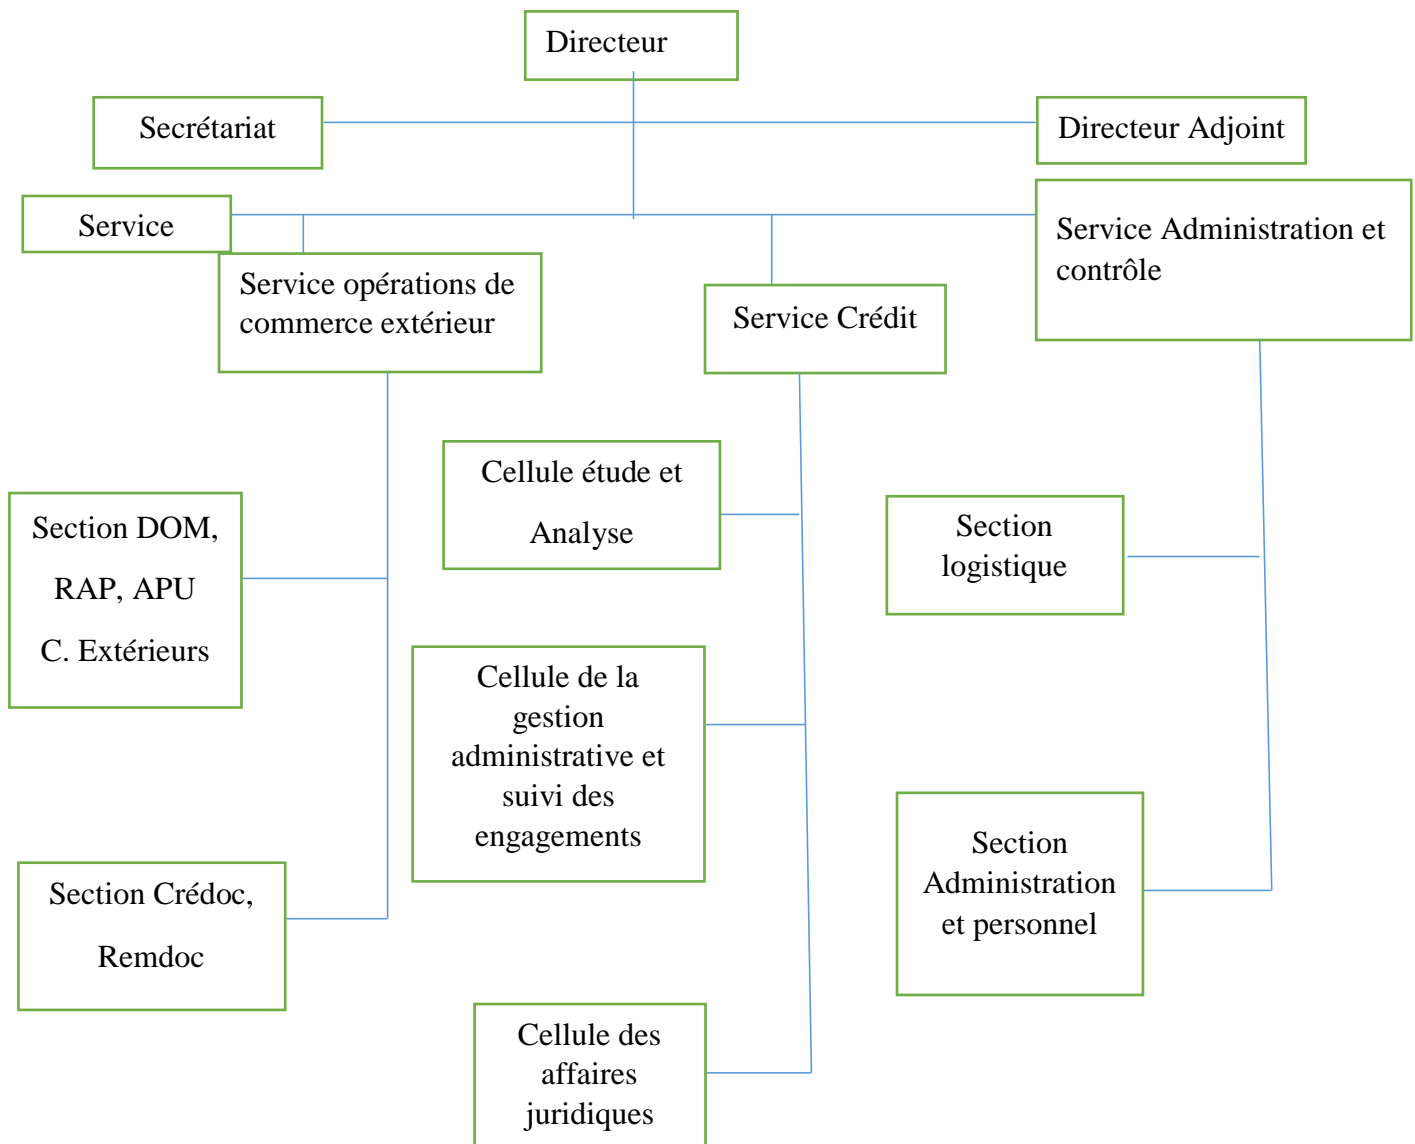 Directeur
Secrétariat
Directeur Adjoint
Service
Service opérations de
commerce extérieur
Service Crédit
Service Administration et
contrôle
Section DOM,
RAP, APU
C. Extérieurs
Section Crédoc,
Remdoc
Cellule étude et
Analyse
Cellule de la
gestion
administrative et
suivi des
engagements
Cellule des
affaires
juridiques
Section
logistique
Section
Administration
et personnel